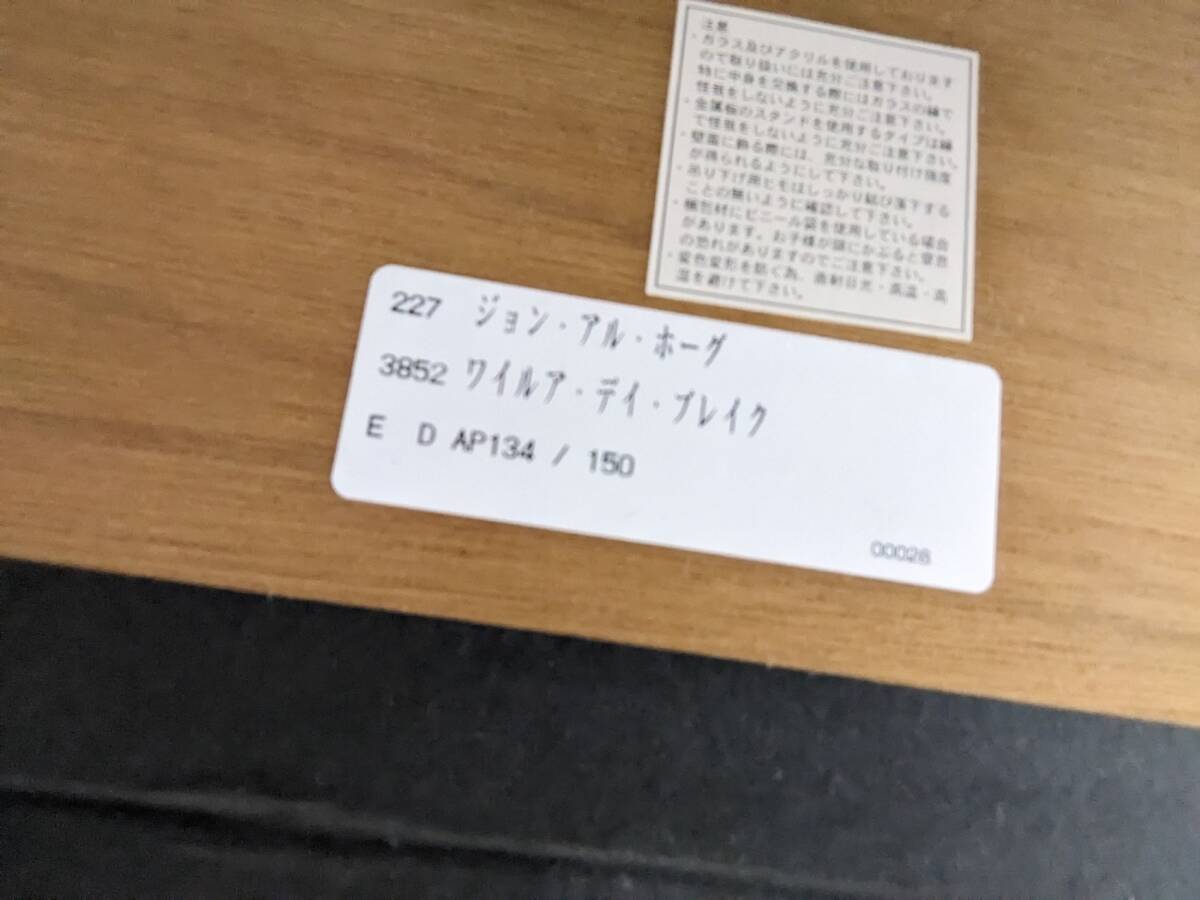 注意
・ガラス及びアクリルを使用しております
ので取り扱いには充分ご注意下さい。
特に中身を交換する際にはガラスの縁で
怪我をしないように充分ご注意下さい。
・金属板のスタンドを使用するタイプは縁
で怪我をしないように充分ご注意下さい。
・壁面に飾る際には、充分な取り付け強度
が得られるようにして下さい。
・吊り下げ用ヒモはしっかり結び落下する
ことの無いように確認して下さい。
・梱包材にビニール袋を使用している場合
があります。お子様が頭にかぶると窒息
の恐れがありますのでご注意下さい。
・変色変形を防ぐ為、直射日光・高温・高
湿を避けて下さい。
227 ジョン・アル・ホーグ
3852 ワイルア・デイ・ブレイク
E D AP134 / 150
00028